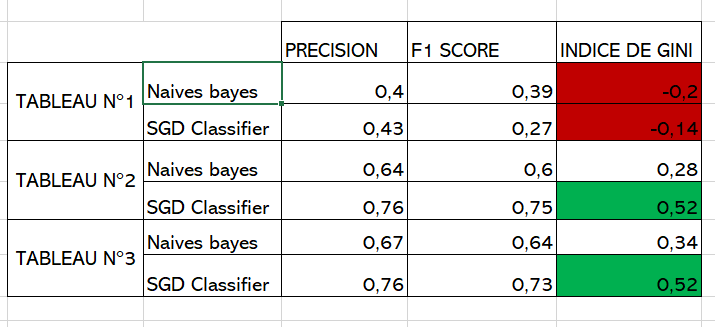 PRECISION F1 SCORE INDICE DE GINI
TABLEAU N°1 Naives bayes 0,4 0,39 -0,2
SGD Classifier 0,43 0,27 -0,14
TABLEAU N°2 Naives bayes 0,64 0,6 0,28
SGD Classifier 0,76 0,75 0,52
TABLEAU N°3 Naives bayes 0,67 0,64 0,34
SGD Classifier 0,76 0,73 0,52